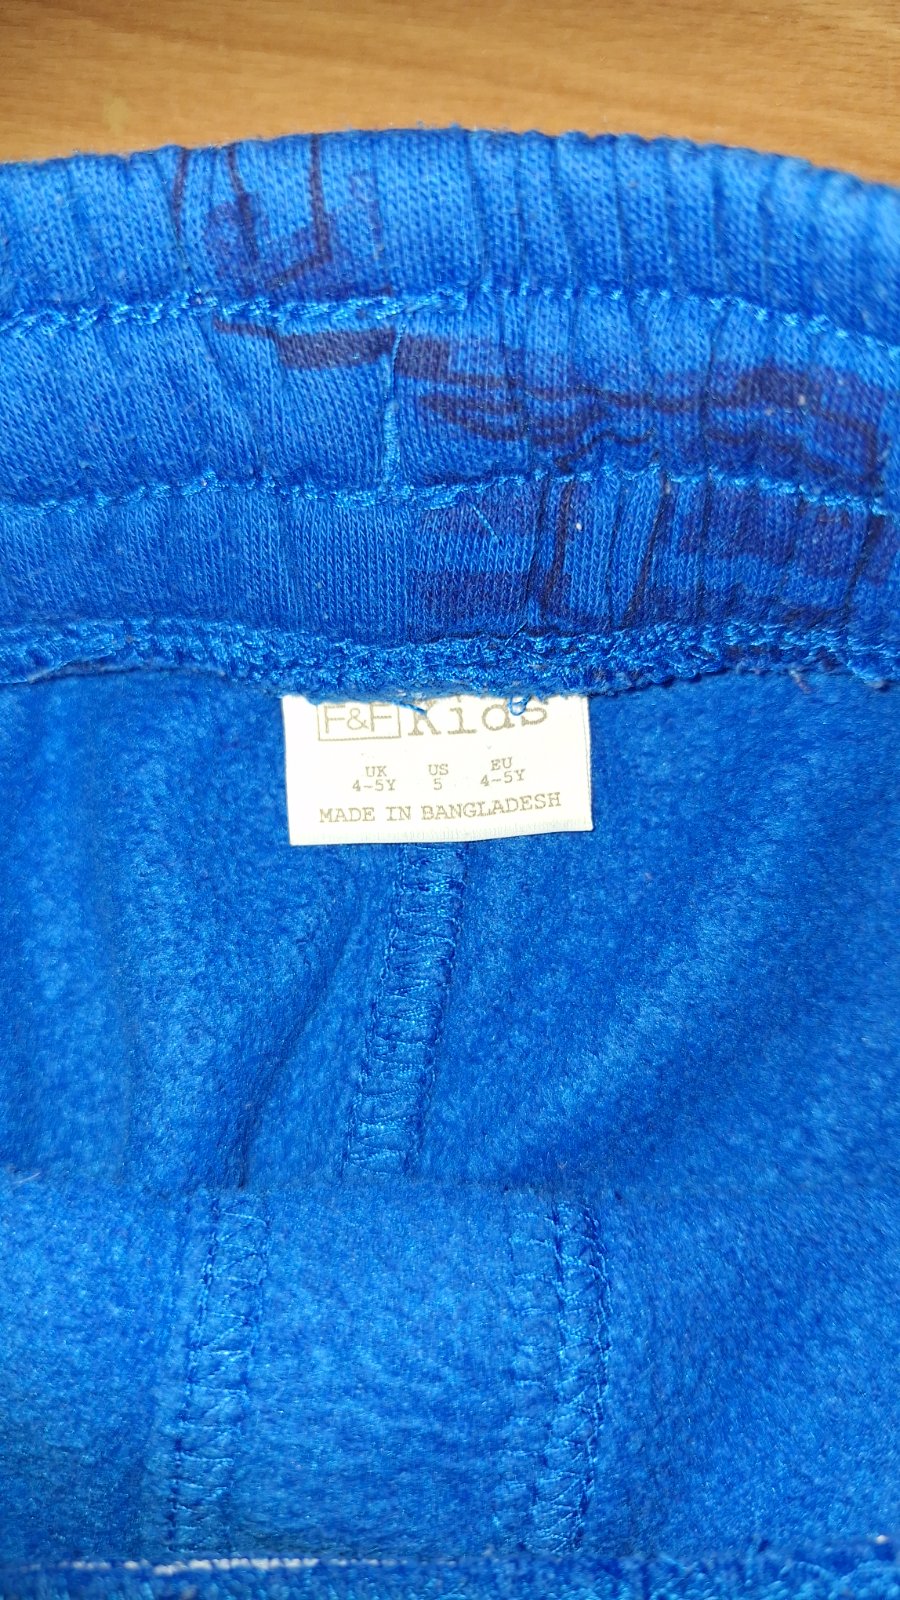 F&F Kids
UK US EU
4-5Y 5 4-5Y
MADE IN BANGLADESH